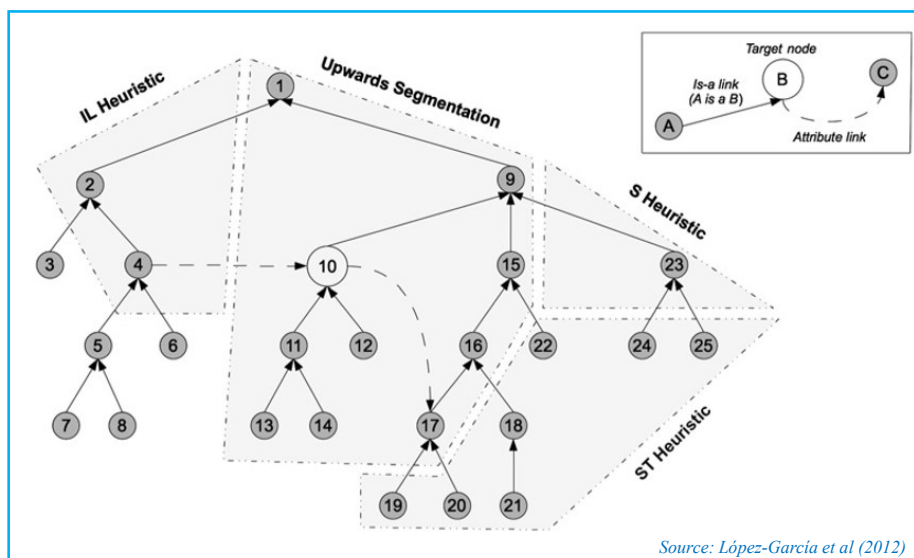 IL Heuristic
Upwards Segmentation
S Heuristic
ST Heuristic
Target node
B
C
Is-a link
(A is a B)
A
Attribute link
1
2
9
3
4
10
15
23
5
6
11
12
16
22
24
25
7
8
13
14
17
18
19
20
21
Source: López-García et al (2012)